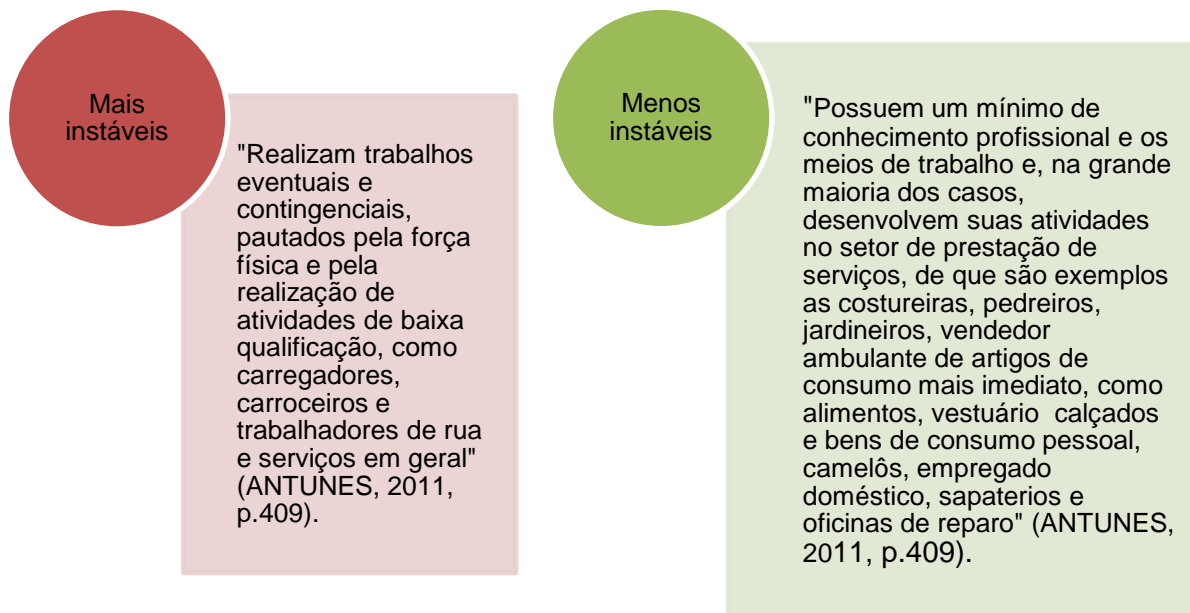 Mais
instáveis
"Realizam trabalhos
eventuais e
contingenciais,
pautados pela força
física e pela
realização de
atividades de baixa
qualificação, como
carregadores,
carroceiros e
trabalhadores de rua
e serviços em geral"
(ANTUNES, 2011,
p.409).
Menos
instáveis
"Possuem um mínimo de
conhecimento profissional e os
meios de trabalho e, na grande
maioria dos casos,
desenvolvem suas atividades
no setor de prestação de
serviços, de que são exemplos
as costureiras, pedreiros,
jardineiros, vendedor
ambulante de artigos de
consumo mais imediato, como
alimentos, vestuário  calçados
e bens de consumo pessoal,
camelôs, empregado
doméstico, sapaterios e
oficinas de reparo" (ANTUNES,
2011, p.409).